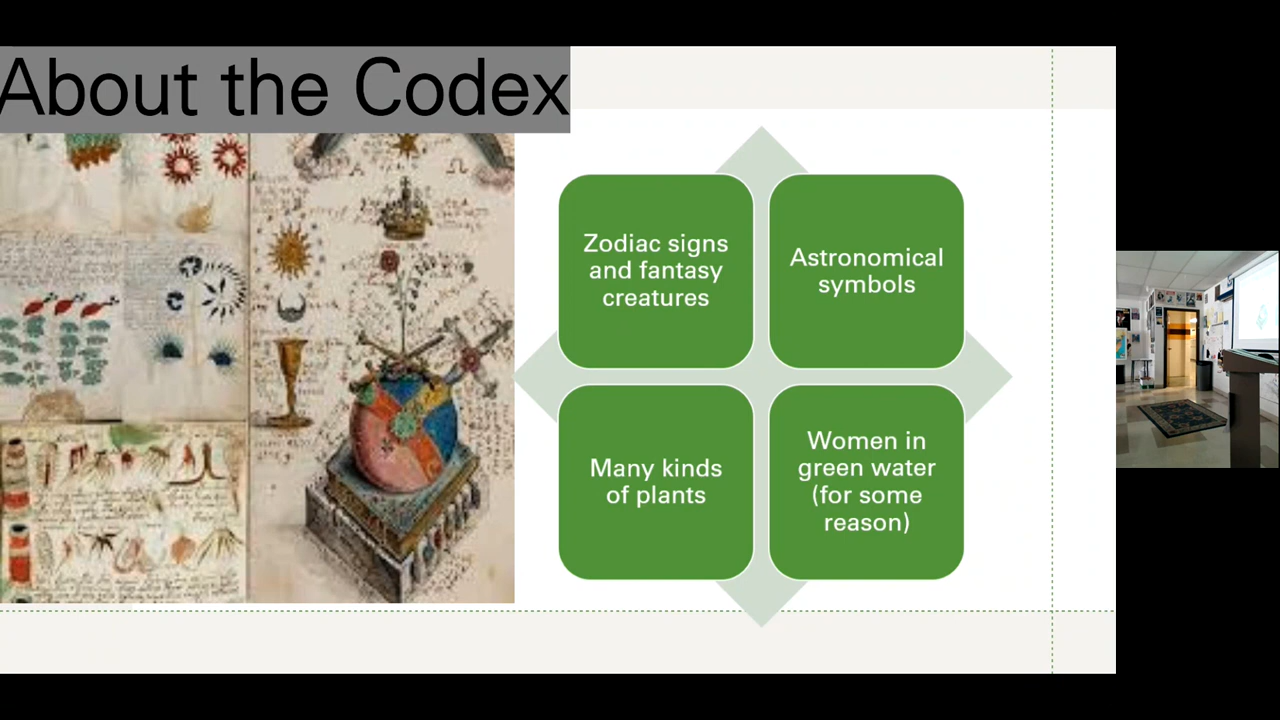 About the Codex
Zodiac signs
and fantasy
creatures
Astronomical
symbols
Many kinds
of plants
Women in
green water
(for some
reason)